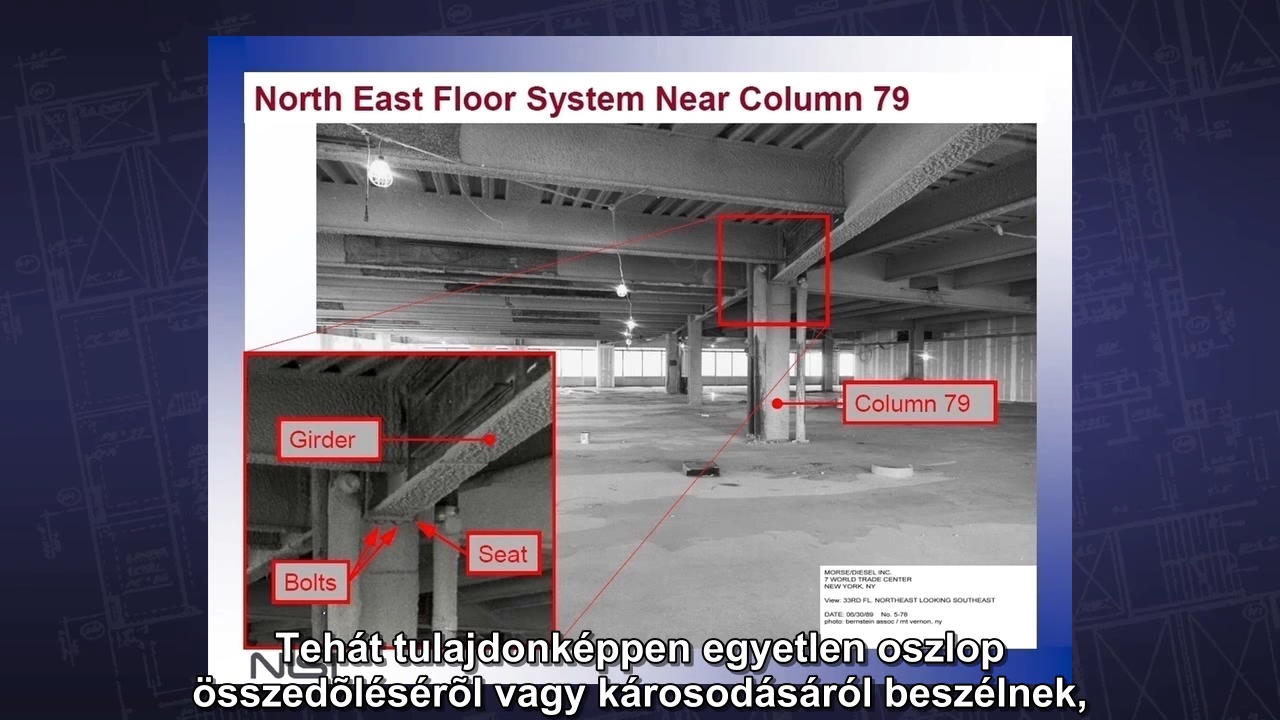 North East Floor System Near Column 79
Column 79
Girder
Seat
Bolts
MORSE/DIESEL INC.
7 WORLD TRADE CENTER
NEW YORK, NY
View: 33RD FL. NORTHEAST LOOKING SOUTHEAST
DATE: 06/30/89 No. 5-78
photo: bernstein assoc / mt vernon, ny
Tehát tulajdonképpen egyetlen oszlop
összedõlésérõl vagy károsodásáról beszélnek,